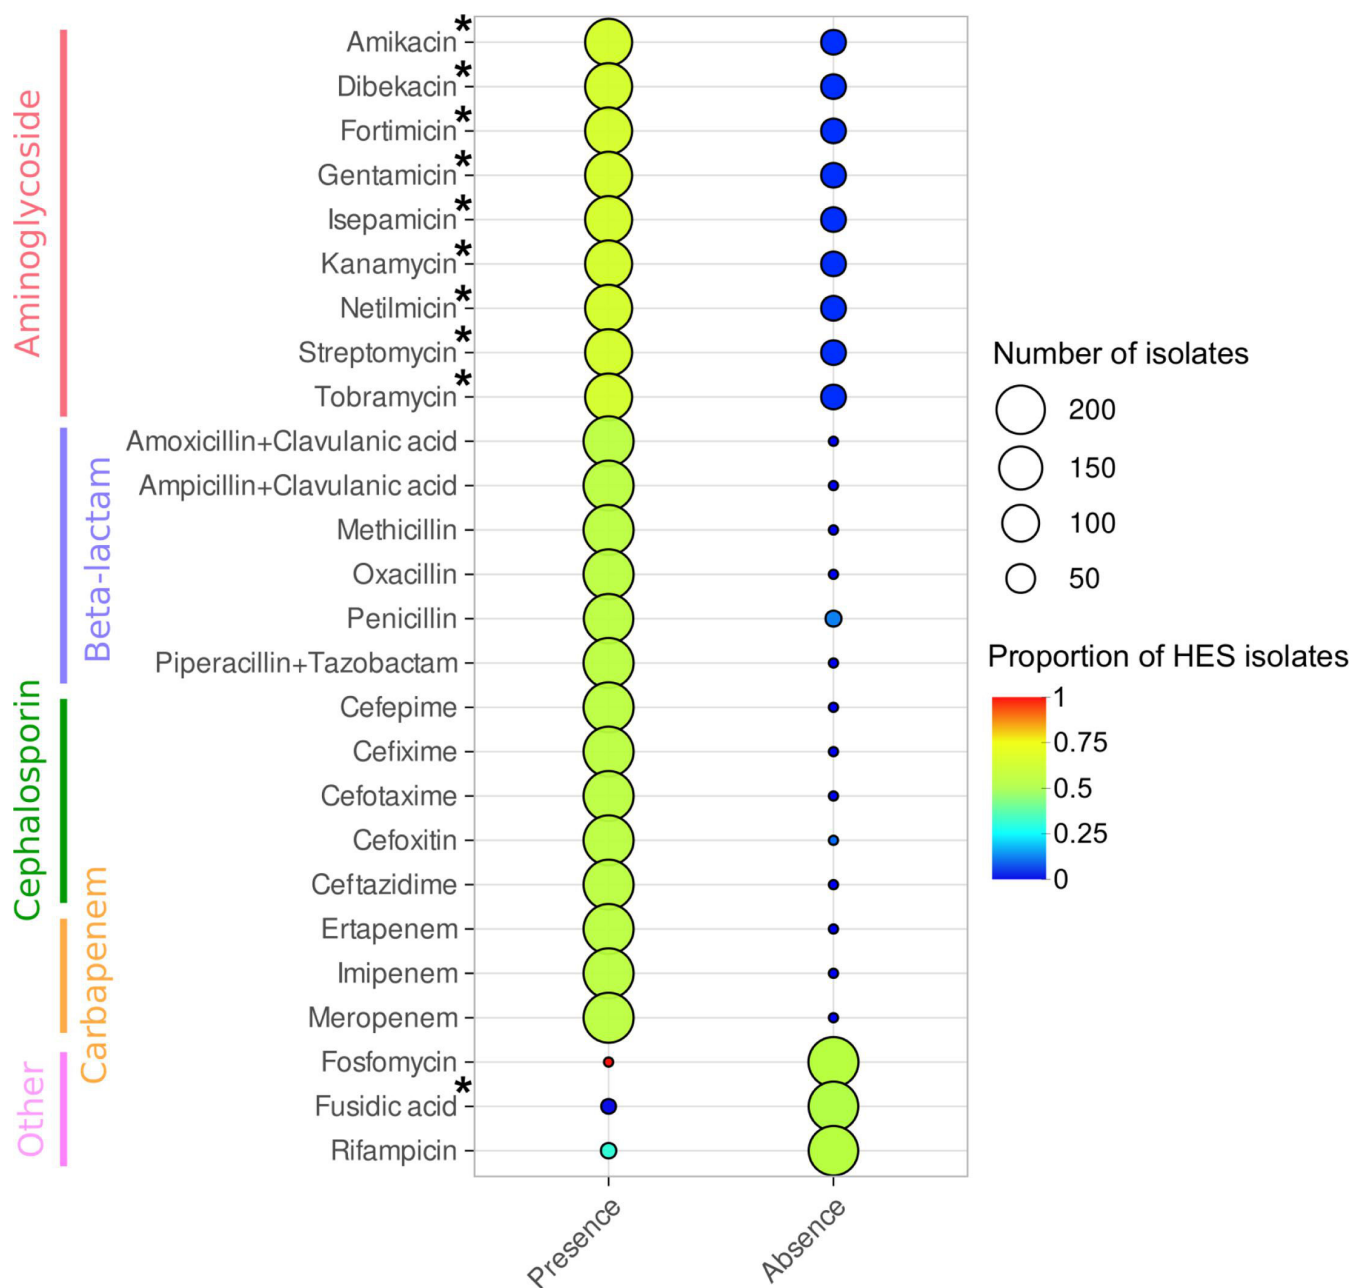 Aminoglycoside
Beta-lactam
Cephalosporin
Carbapenem
Other
Amikacin *
Dibekacin *
Fortimicin *
Gentamicin *
Isepamicin *
Kanamycin *
Netilmicin *
Streptomycin *
Tobramycin *
Amoxicillin+Clavulanic acid
Ampicillin+Clavulanic acid
Methicillin
Oxacillin
Penicillin
Piperacillin+Tazobactam
Cefepime
Cefixime
Cefotaxime
Cefoxitin
Ceftazidime
Ertapenem
Imipenem
Meropenem
Fosfomycin
Fusidic acid *
Rifampicin
Presence
Absence
Number of isolates
200
150
100
50
Proportion of HES isolates
1
0.75
0.5
0.25
0